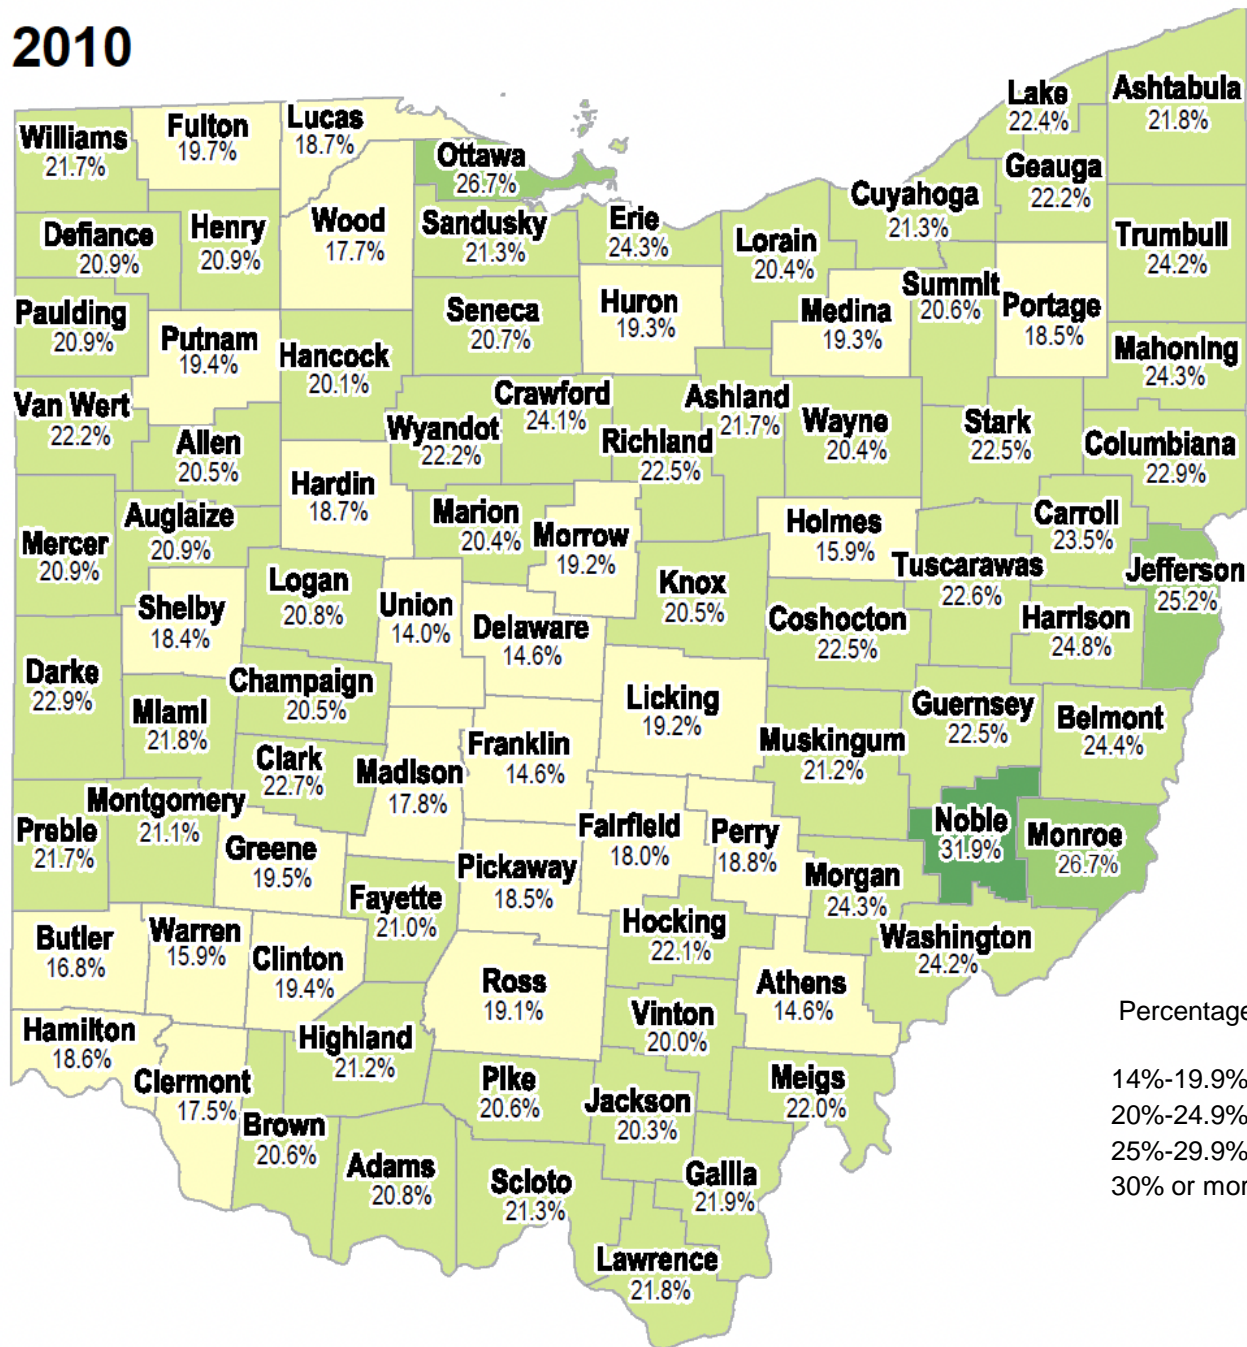 2010
Williams
21.7%
Fulton
19.7%
Lucas
18.7%
Ottawa
26.7%
Lake
22.4%
Ashtabula
21.8%
Geauga
22.2%
Cuyahoga
21.3%
Defiance
20.9%
Henry
20.9%
Wood
17.7%
Sandusky
21.3%
Erie
24.3%
Lorain
20.4%
Trumbull
24.2%
Paulding
20.9%
Putnam
19.4%
Hancock
20.1%
Seneca
20.7%
Huron
19.3%
Medina
19.3%
Summit
20.6%
Portage
18.5%
Mahoning
24.3%
Van Wert
22.2%
Allen
20.5%
Wyandot
22.2%
Crawford
24.1%
Richland
22.5%
Ashland
21.7%
Wayne
20.4%
Stark
22.5%
Columbiana
22.9%
Mercer
20.9%
Auglaize
20.9%
Hardin
18.7%
Marion
20.4%
Morrow
19.2%
Holmes
15.9%
Carroll
23.5%
Tuscarawas
22.6%
Jefferson
25.2%
Shelby
18.4%
Logan
20.8%
Union
14.0%
Delaware
14.6%
Knox
20.5%
Coshocton
22.5%
Harrison
24.8%
Darke
22.9%
Miami
21.8%
Champaign
20.5%
Licking
19.2%
Guernsey
22.5%
Belmont
24.4%
Clark
22.7%
Madison
17.8%
Franklin
14.6%
Muskingum
21.2%
Preble
21.7%
Montgomery
21.1%
Greene
19.5%
Pickaway
18.5%
Fairfield
18.0%
Perry
18.8%
Noble
31.9%
Monroe
26.7%
Fayette
21.0%
Morgan
24.3%
Butler
16.8%
Warren
15.9%
Clinton
19.4%
Hocking
22.1%
Washington
24.2%
Ross
19.1%
Athens
14.6%
Percentage
Hamilton
18.6%
Highland
21.2%
Vinton
20.0%
Clermont
17.5%
Pike
20.6%
Jackson
20.3%
Meigs
22.0%
14%-19.9%
20%-24.9%
25%-29.9%
30% or mor
Brown
20.6%
Adams
20.8%
Scioto
21.3%
Gallia
21.9%
Lawrence
21.8%